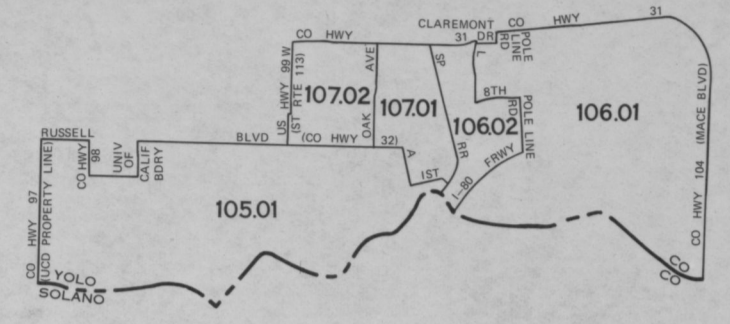 CLAREMONT
DR
CO HWY 31
CO HWY 31
POLE LINE RD
L
8TH
POLE LINE RD
US HWY 99 W
(ST RTE 113)
107.02
OAK AVE
107.01
SP RR
106.02
106.01
CO HWY 104 (MACE BLVD)
RUSSELL BLVD (CO HWY 32)
CO HWY 98
UNIV OF CALIF BDRY
A
IST
I-80 FRWY
CO HWY 97
(UCD PROPERTY LINE)
105.01
YOLO CO
SOLANO CO